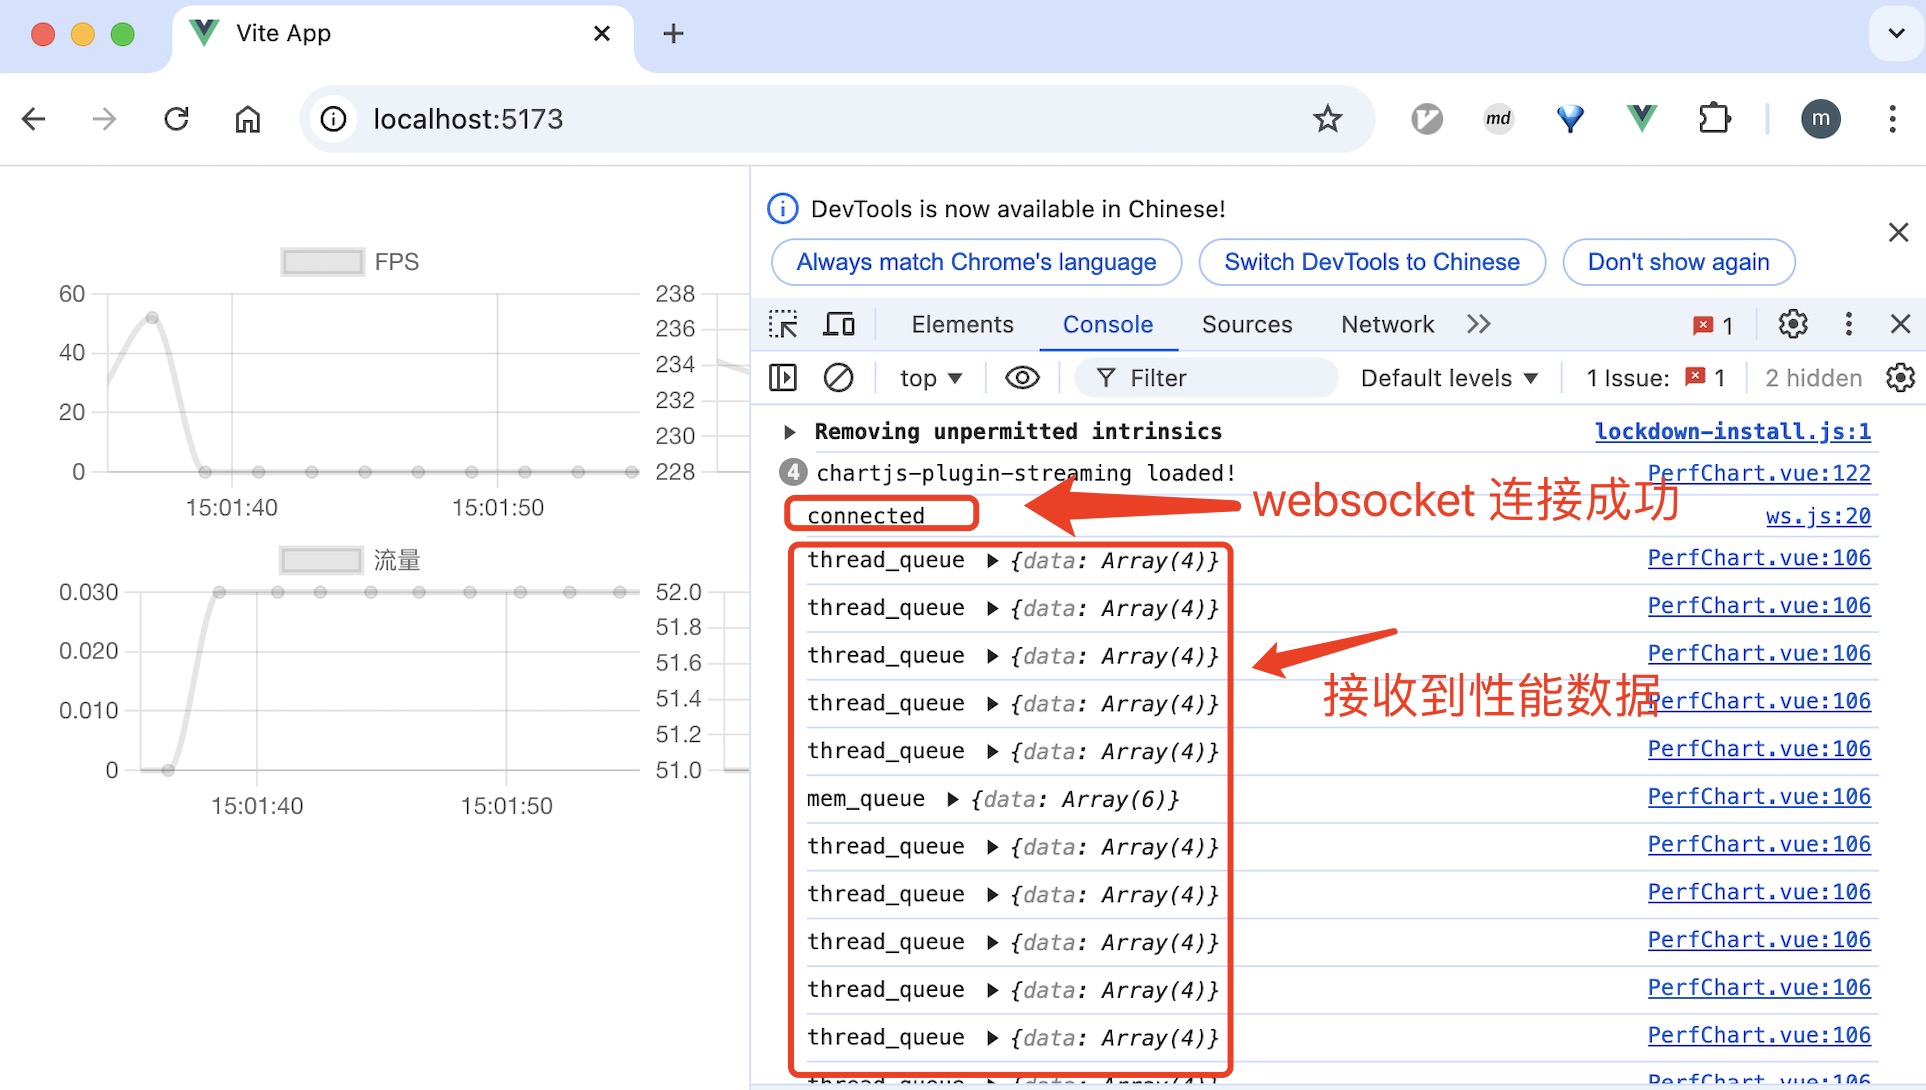 Vite App
localhost:5173
md
m
FPS
60
40
20
0
15:01:40
15:01:50
238
236
234
232
230
228
流量
0.030
0.020
0.010
0
15:01:40
15:01:50
52.0
51.8
51.6
51.4
51.2
51.0
DevTools is now available in Chinese!
Always match Chrome's language
Switch DevTools to Chinese
Don't show again
Elements
Console
Sources
Network
1
top
Filter
Default levels
1 Issue: 1
2 hidden
Removing unpermitted intrinsics lockdown-install.js:1
4 chartjs-plugin-streaming loaded! PerfChart.vue:122
connected ws.js:20
websocket 连接成功
thread_queue {data: Array(4)} PerfChart.vue:106
thread_queue {data: Array(4)} PerfChart.vue:106
thread_queue {data: Array(4)} PerfChart.vue:106
接收到性能数据
thread_queue {data: Array(4)} PerfChart.vue:106
thread_queue {data: Array(4)} PerfChart.vue:106
mem_queue {data: Array(6)} PerfChart.vue:106
thread_queue {data: Array(4)} PerfChart.vue:106
thread_queue {data: Array(4)} PerfChart.vue:106
thread_queue {data: Array(4)} PerfChart.vue:106
thread_queue {data: Array(4)} PerfChart.vue:106
thread_queue {data: Array(4)} PerfChart.vue:106